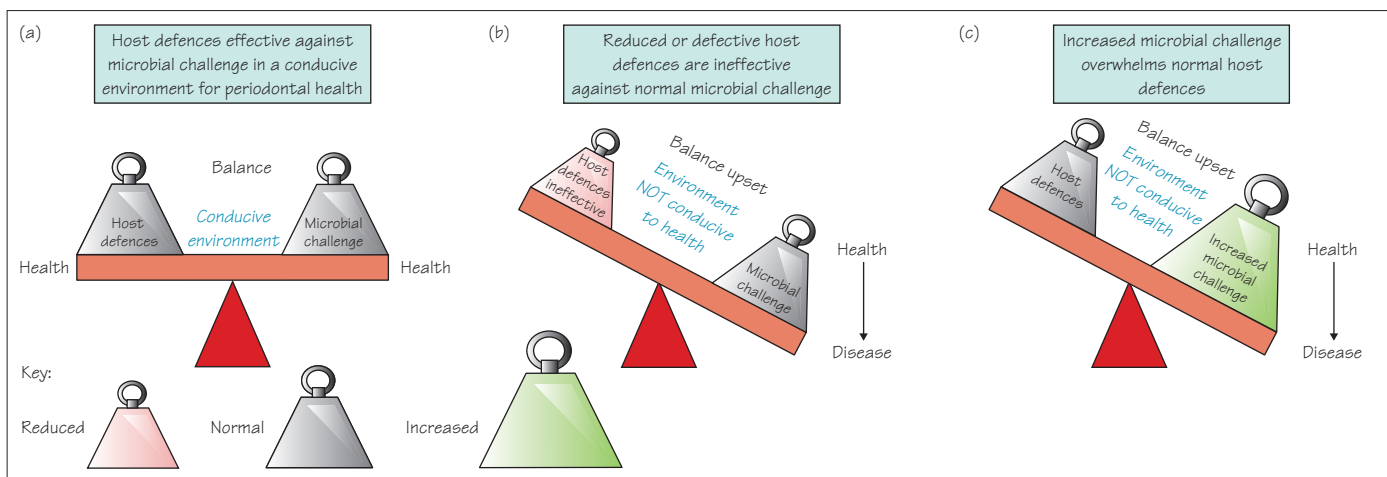 (a)
Host defences effective against
microbial challenge in a conducive
environment for periodontal health
Balance
Host
defences
Conducive
environment
Microbial
challenge
Health
Health
(b)
Reduced or defective host
defences are ineffective
against normal microbial challenge
Host
defences
ineffective
Balance upset
Environment
NOT conducive
to health
Microbial
challenge
Health
Disease
(c)
Increased microbial challenge
overwhelms normal host
defences
Host
defences
Balance upset
Environment
NOT conducive
to health
Increased
microbial
challenge
Health
Disease
Key:
Reduced
Normal
Increased